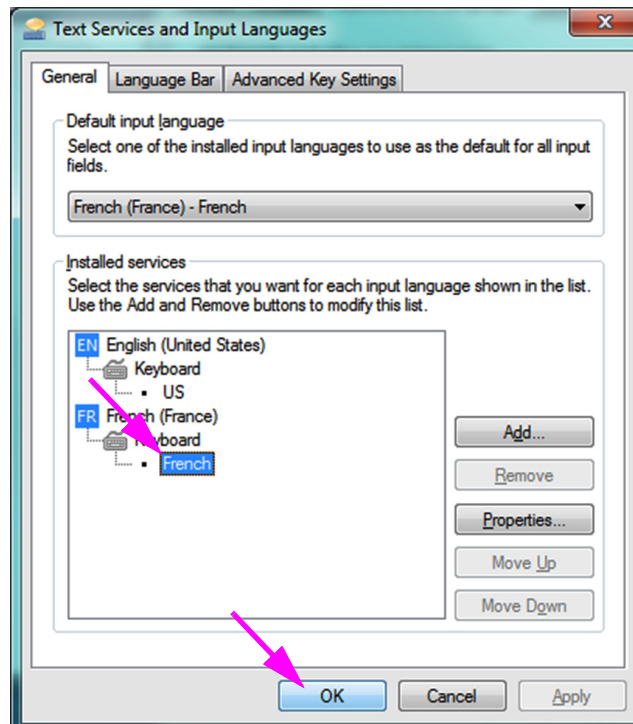 Text Services and Input Languages
General
Language Bar
Advanced Key Settings
Default input language
Select one of the installed input languages to use as the default for all input
fields.
French (France) - French
Installed services
Select the services that you want for each input language shown in the list.
Use the Add and Remove buttons to modify this list.
EN English (United States)
Keyboard
US
FR French (France)
Keyboard
French
Add...
Remove
Properties...
Move Up
Move Down
OK
Cancel
Apply